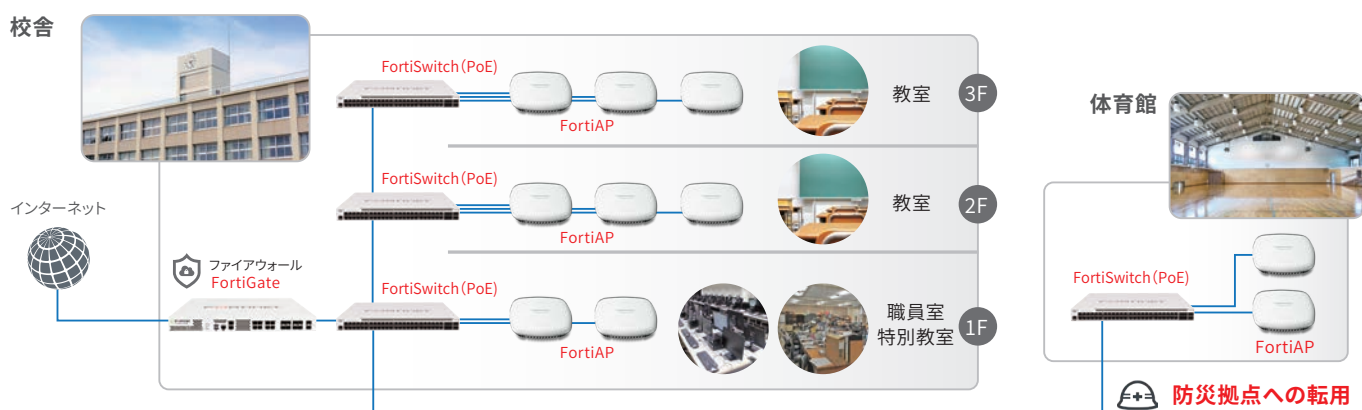 校舎
FortiSwitch（PoE）
FortiAP
教室
3F
FortiSwitch（PoE）
FortiAP
教室
2F
インターネット
ファイアウォール
FortiGate
FortiSwitch（PoE）
FortiAP
職員室
特別教室
1F
体育館
FortiSwitch（PoE）
FortiAP
防災拠点への転用